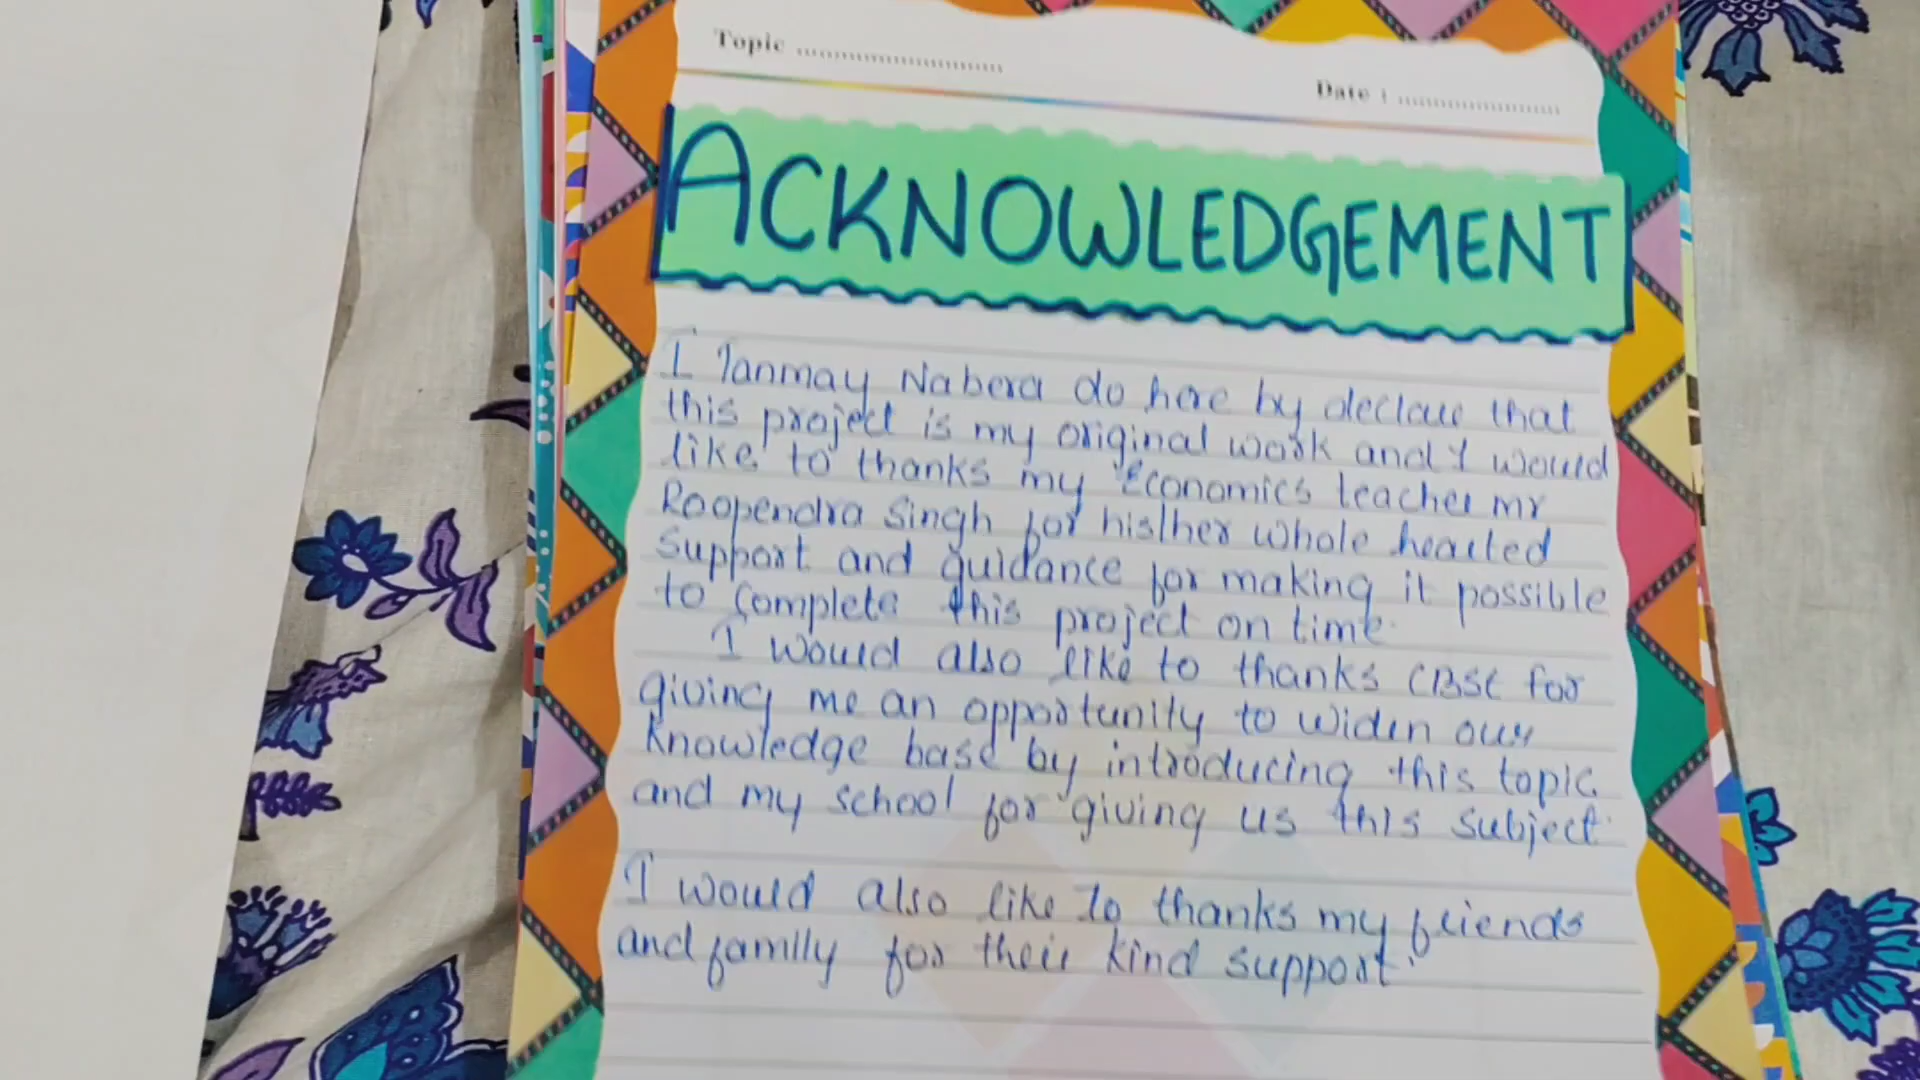 Topic ........................
Date : ........................
ACKNOWLEDGEMENT
I Tanmay Nabera do here by declare that
this project is my original work and I would
like to thanks my Economics teacher mr
Roopendra Singh for his/her whole hearted
support and guidance for making it possible
to complete this project on time.
I would also like to thanks CBSE for
giving me an opportunity to widen our
knowledge base by introducing this topic
and my school for giving us this subject.
I would also like to thanks my friends
and family for their kind support.